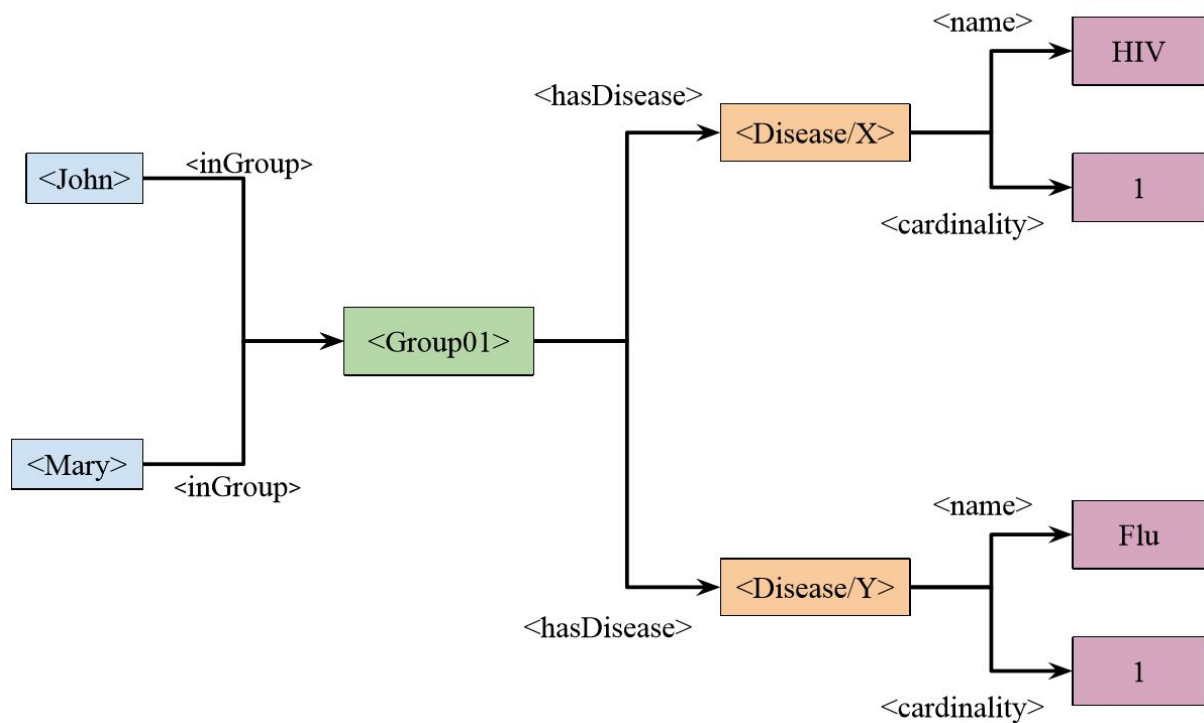 <name>
HIV
<hasDisease>
<Disease/X>
<inGroup>
<John>
1
<cardinality>
<Group01>
<Mary>
<inGroup>
<name>
Flu
<Disease/Y>
<hasDisease>
1
<cardinality>